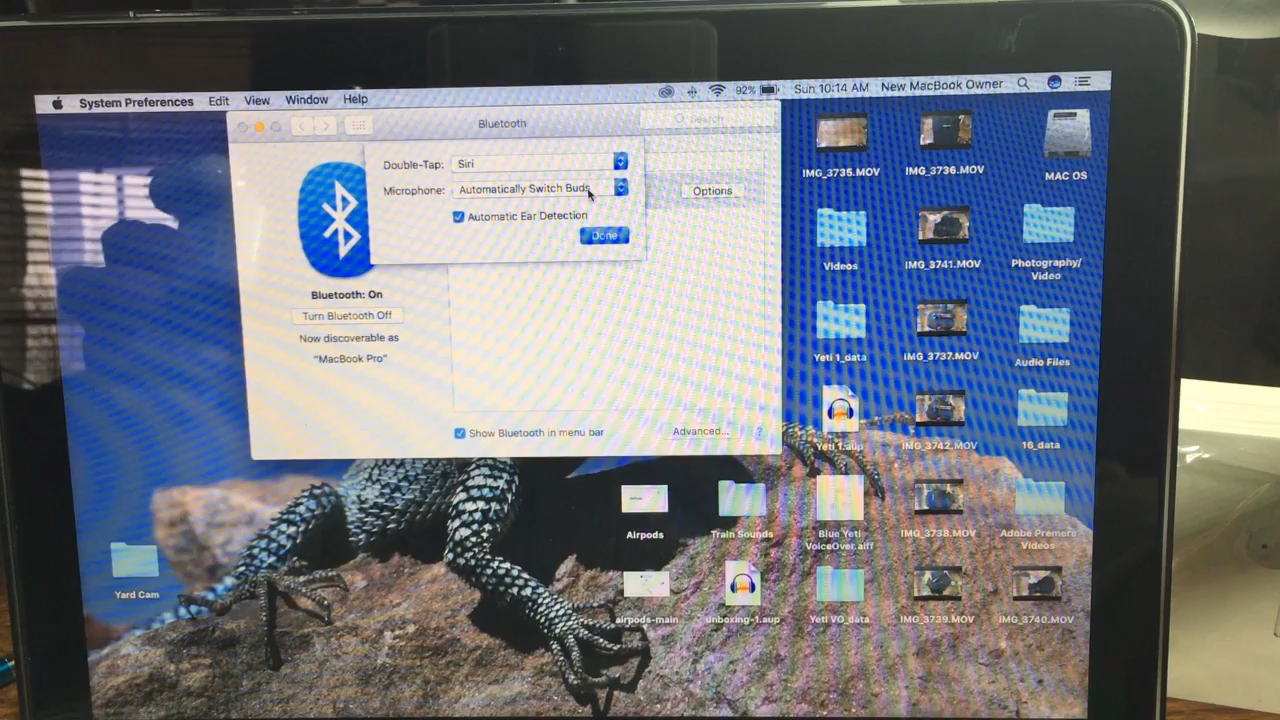 System Preferences Edit View Window Help 92% Sun 10:14 AM New MacBook Owner
Bluetooth
Search
Double-Tap: Siri
Microphone: Automatically Switch Buds
Automatic Ear Detection
Done
Options
Bluetooth: On
Turn Bluetooth Off
Now discoverable as
“MacBook Pro”
Show Bluetooth in menu bar
Advanced...
?
IMG_3735.MOV
IMG_3736.MOV
MAC OS
Videos
IMG_3741.MOV
Photography/
Video
Yeti 1_data
IMG_3737.MOV
Audio Files
Yeti 1.aup
IMG_3742.MOV
16_data
Airpods
Train Sounds
Blue Yeti
VoiceOver.aiff
IMG_3738.MOV
Adobe Premere
Videos
Yard Cam
airpods-main
unboxing-1.aup
Yeti VO_data
IMG_3739.MOV
IMG_3740.MOV